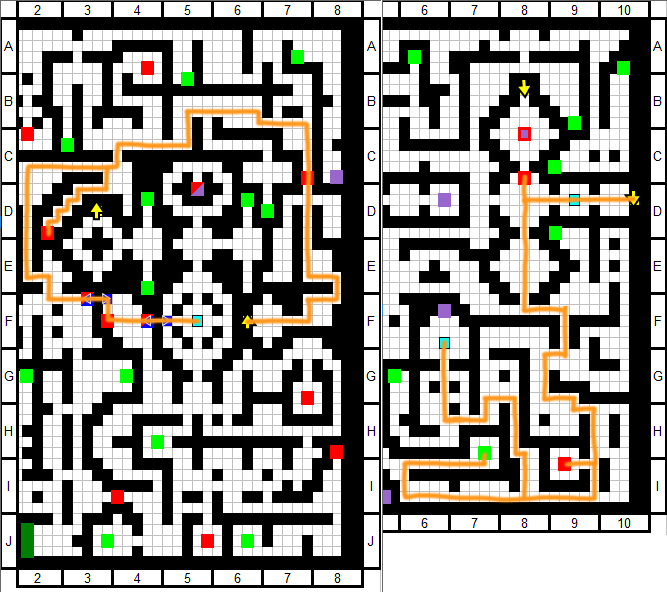 2 3 4 5 6 7 8
6 7 8 9 10
A A A A
B B B B
C C C C
D D D D
E E E E
F F F F
G G G G
H H H H
I I I I
J J
6 7 8 9 10
2 3 4 5 6 7 8